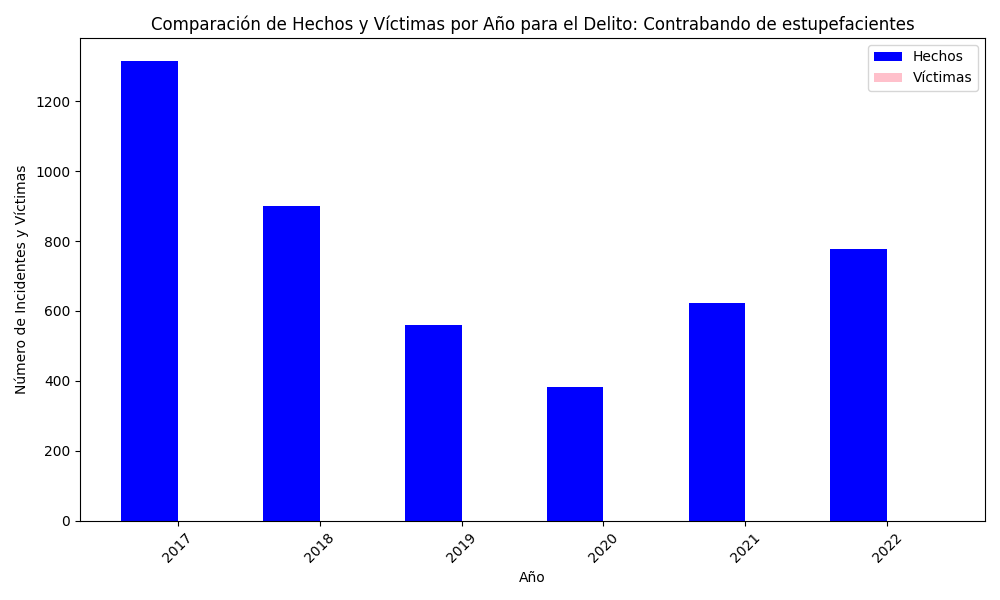 Comparación de Hechos y Víctimas por Año para el Delito: Contrabando de estupefacientes
Hechos
Víctimas
Número de Incidentes y Víctimas
1200
1000
800
600
400
200
0
2017
2018
2019
2020
2021
2022
Año